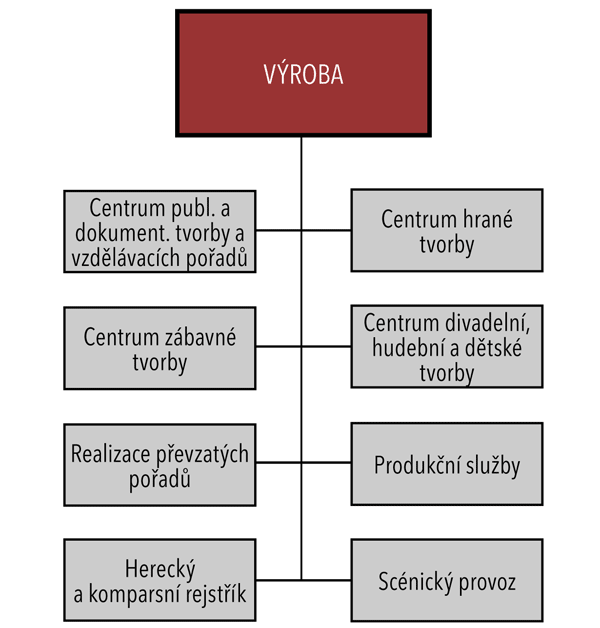 VÝROBA
Centrum publ. a
dokument. tvorby a
vzdělávacích pořadů
Centrum hrané
tvorby
Centrum zábavné
tvorby
Centrum divadelní,
hudební a dětské
tvorby
Realizace převzatých
pořadů
Produkční služby
Herecký
a komparsní rejstřík
Scénický provoz